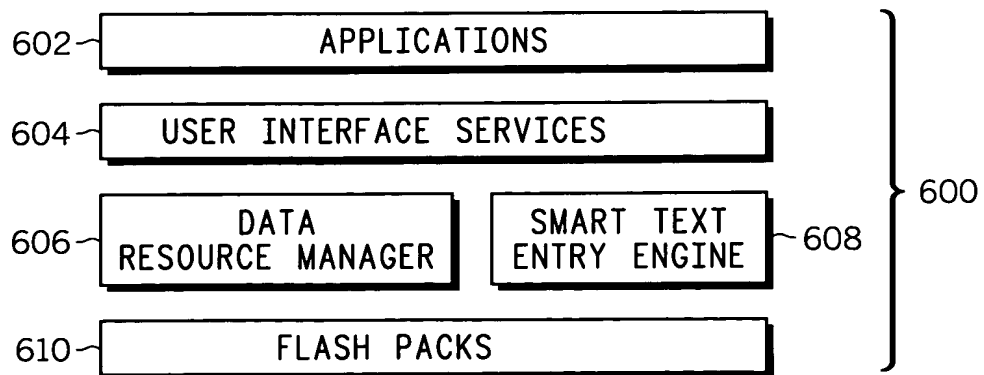 602 APPLICATIONS
604 USER INTERFACE SERVICES
600
606 DATA RESOURCE MANAGER
SMART TEXT ENTRY ENGINE 608
610 FLASH PACKS